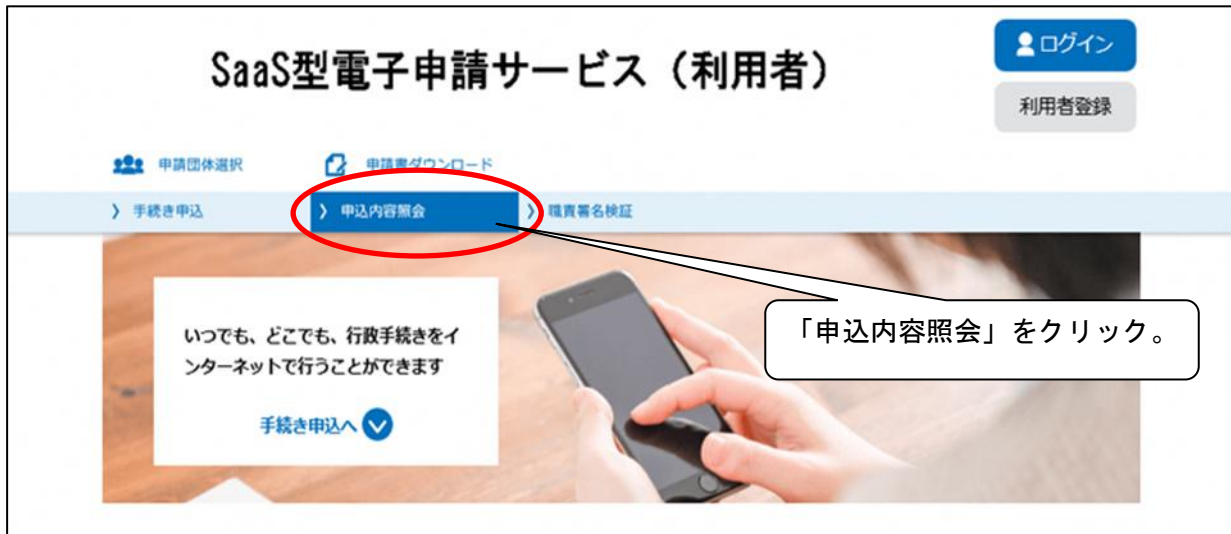 SaaS型電子申請サービス（利用者）
ログイン
利用者登録
申請団体選択
申請書ダウンロード
手続き申込
申込内容照会
職責署名検証
いつでも、どこでも、行政手続きをイ
ンターネットで行うことができます
手続き申込へ
「申込内容照会」をクリック。